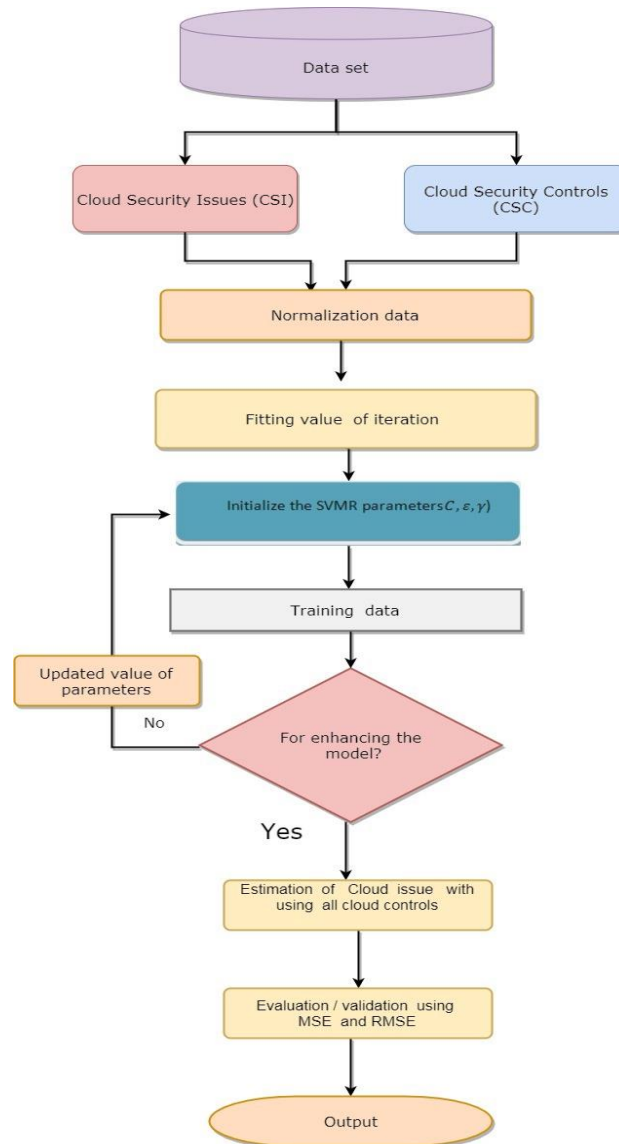 Data set
Cloud Security Issues (CSI)
Cloud Security Controls
(CSC)
Normalization data
Fitting value of iteration
Initialize the SVMR parametersC, ε, γ)
Training data
Updated value of
parameters
No
For enhancing the
model?
Yes
Estimation of Cloud issue with
using all cloud controls
Evaluation / validation using
MSE and RMSE
Output